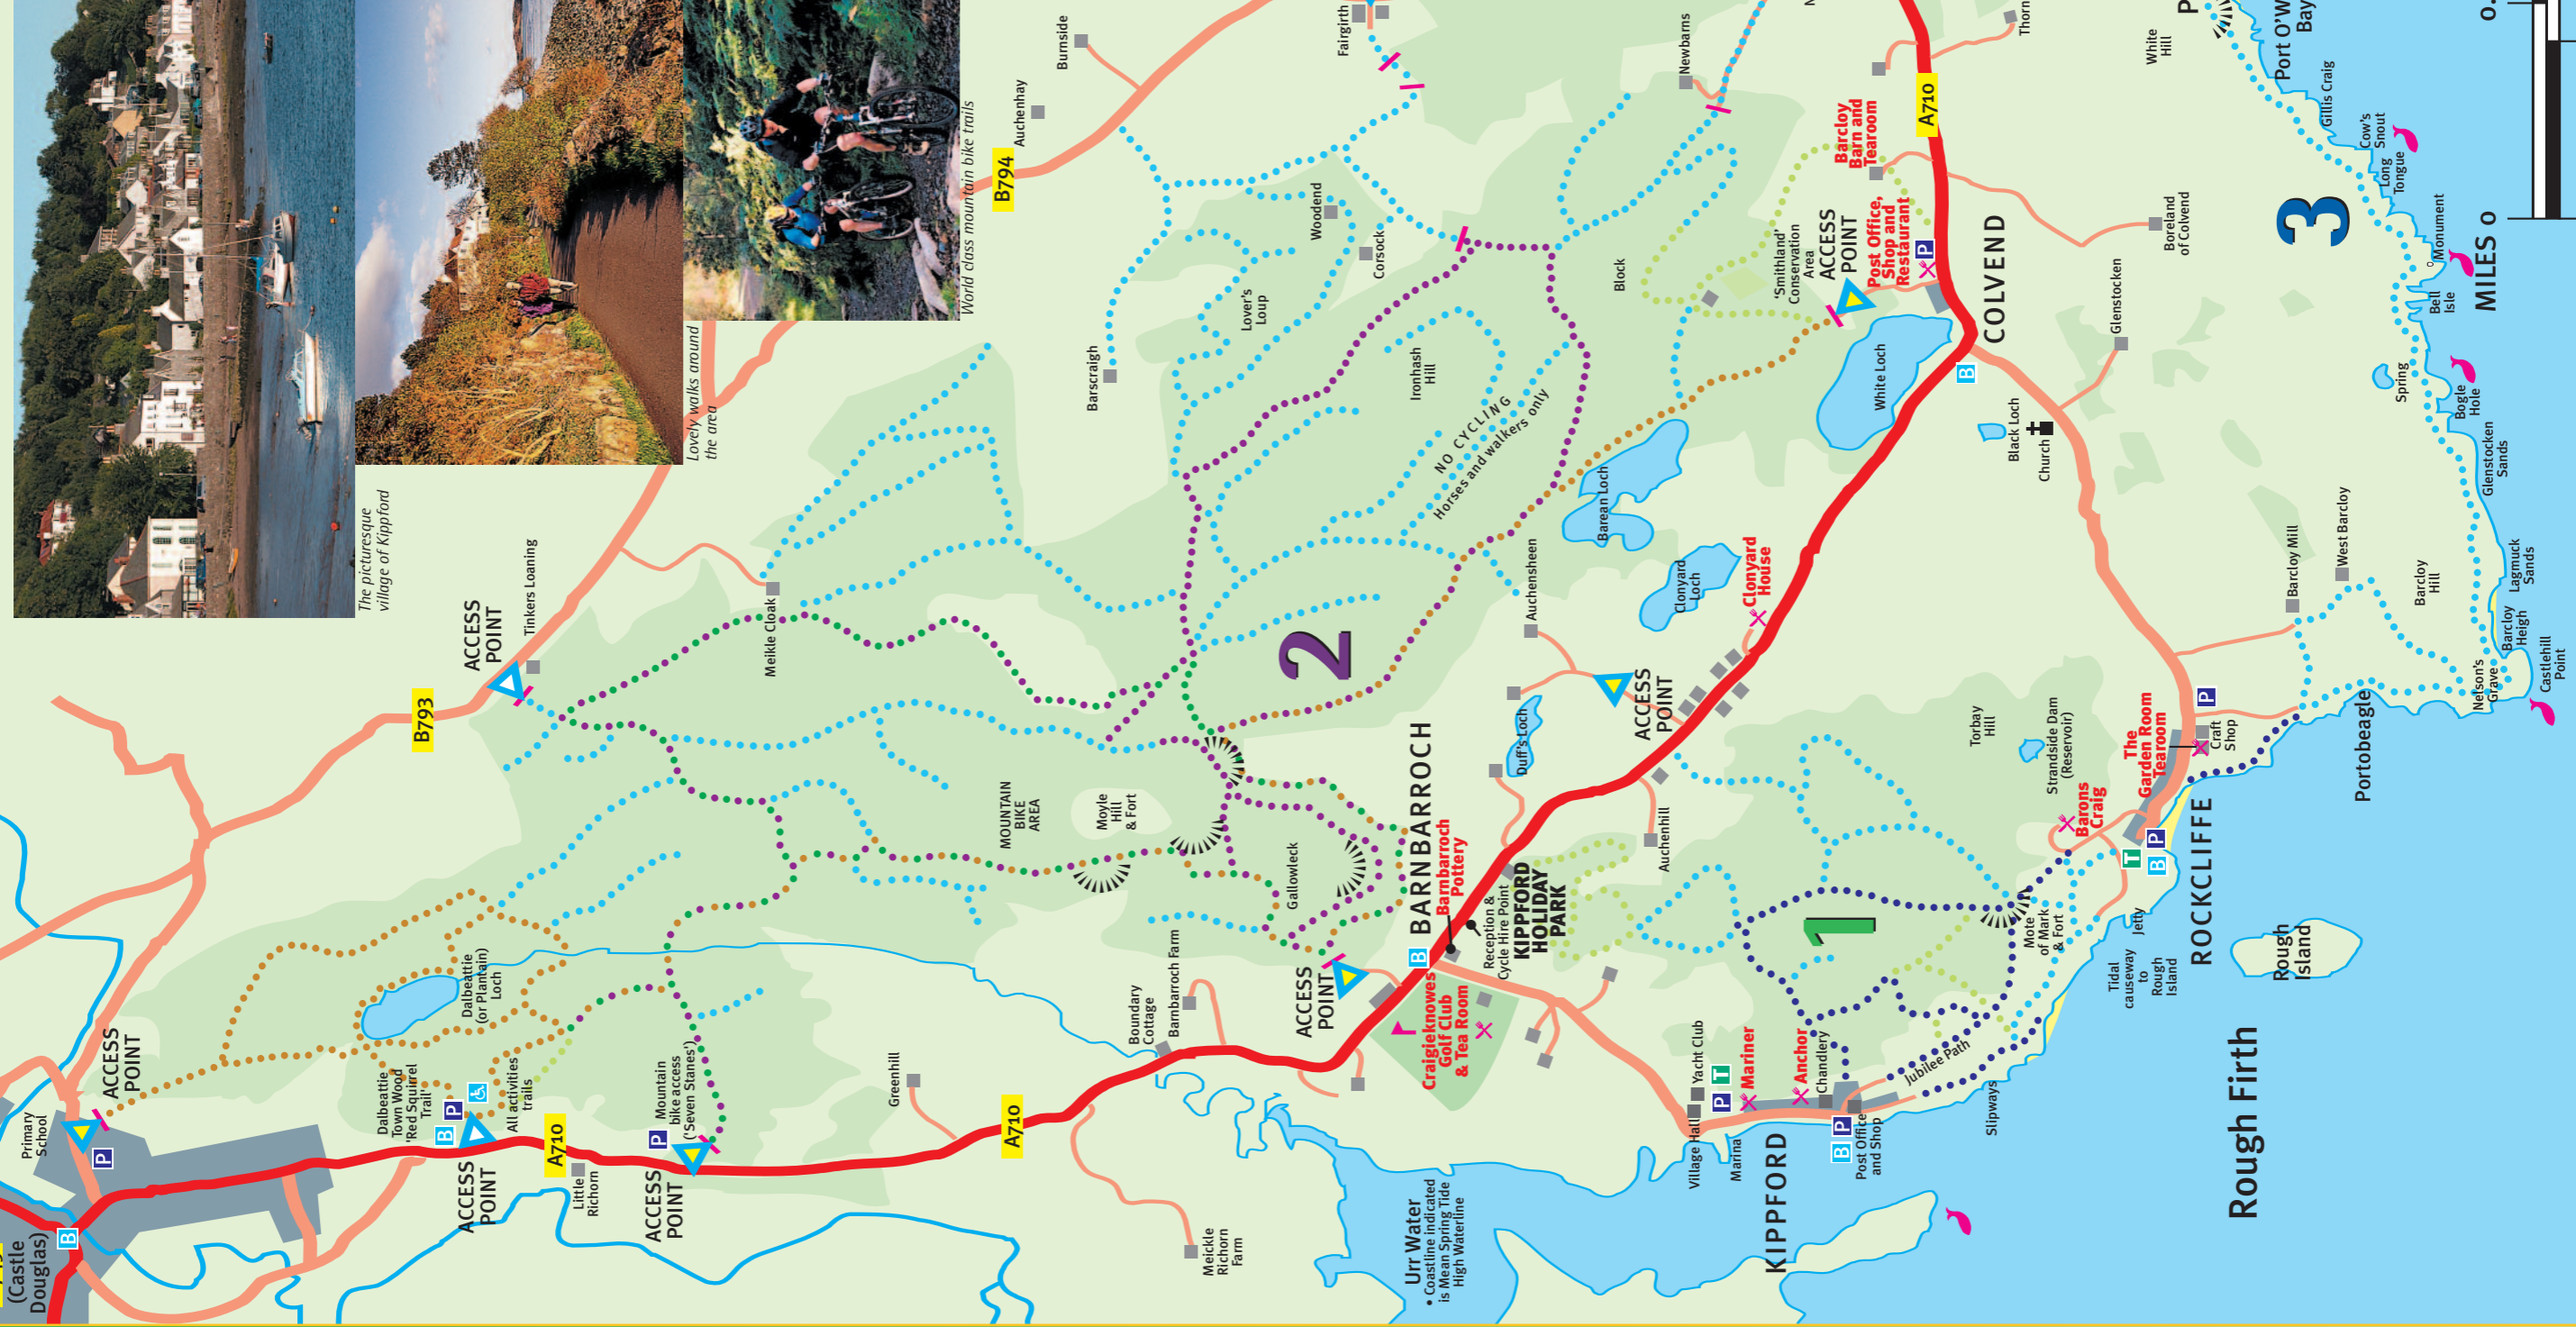 The picturesque
village of Kippford
Lovely walks around
the area
World class mountain bike trails
(Castle
Douglas)
B
Primary
School
P
ACCESS
POINT
Dalbeattie
Town Wood
'Red Squirrel
Trail'
B
P
ACCESS
POINT
All activities
trails
Dalbeattie
(or Plantain)
Loch
A710
Little
Richorn
P
Mountain
bike access
('Seven Stanes')
ACCESS
POINT
B793
ACCESS
POINT
Tinkers Loaning
Meikle Cloak
Greenhill
A710
Meickle
Richorn
Farm
Boundary
Cottage
Barnbarroch Farm
MOUNTAIN
BIKE
AREA
Moyle
Hill
& Fort
Gallowleck
ACCESS
POINT
B794
Auchenhay
Burnside
Barscraigh
Lover's
Loup
Woodend
Corsock
Fairgirth
Ironhash
Hill
NO CYCLING
Horses and walkers only
2
B
BARNBARROCH
Barnbarroch
Pottery
Craigieknowes
Golf Club
& Tea Room
Reception &
Cycle Hire Point
KIPPFORD
HOLIDAY
PARK
Duff's Loch
Auchensheen
Barean Loch
Clonyard
Loch
Clonyard
House
ACCESS
POINT
Auchenhill
Block
Newbarns
'Smithland'
Conservation
Area
ACCESS
POINT
Barcloy
Barn and
Tearoom
Post Office,
Shop and
Restaurant
P
A710
White Loch
B
COLVEND
Black Loch
Church
Glenstocken
Boreland
of Colvend
Thorn
White
Hill
Port O'W
Bay
Gillis Craig
Cow's
Snout
Long
Tongue
3
Monument
Bell
Isle
Spring
Bogle
Hole
Glenstocken
Sands
MILES 0
0.
Urr Water
• Coastline indicated
is Mean Spring Tide
High Waterline
Village Hall
Yacht Club
P
T
Mariner
Marina
Anchor
Chandlery
KIPPFORD
B
P
Post Office
and Shop
Jubilee Path
Slipways
1
Torbay
Hill
Strandside Dam
(Reservoir)
Mote
of Mark
& Fort
Barons
Craig
The
Garden Room
Tearoom
P
Craft
Shop
T
B
P
Jetty
Tidal
causeway
to
Rough
Island
ROCKCLIFFE
Rough
Island
Rough Firth
Portobeagle
Barcloy Mill
West Barcloy
Barcloy
Hill
Nelson's
Grave
Barcloy
Heigh
Lagmuck
Sands
Castlehill
Point